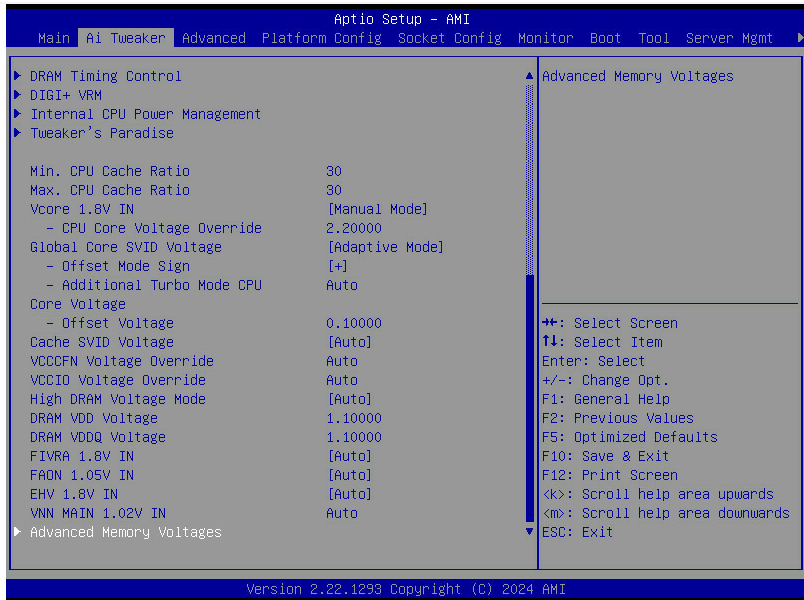 Aptio Setup – AMI
Main Ai Tweaker Advanced Platform Config Socket Config Monitor Boot Tool Server Mgmt
DRAM Timing Control
DIGI+ VRM
Internal CPU Power Management
Tweaker's Paradise
Min. CPU Cache Ratio 30
Max. CPU Cache Ratio 30
Vcore 1.8V IN [Manual Mode]
– CPU Core Voltage Override 2.20000
Global Core SVID Voltage [Adaptive Mode]
– Offset Mode Sign [+]
– Additional Turbo Mode CPU Auto
Core Voltage
– Offset Voltage 0.10000
Cache SVID Voltage [Auto]
VCCCFN Voltage Override Auto
VCCIO Voltage Override Auto
High DRAM Voltage Mode [Auto]
DRAM VDD Voltage 1.10000
DRAM VDDQ Voltage 1.10000
FIVRA 1.8V IN [Auto]
FAON 1.05V IN [Auto]
EHV 1.8V IN [Auto]
VNN MAIN 1.02V IN Auto
Advanced Memory Voltages
Advanced Memory Voltages
→←: Select Screen
↑↓: Select Item
Enter: Select
+/–: Change Opt.
F1: General Help
F2: Previous Values
F5: Optimized Defaults
F10: Save & Exit
F12: Print Screen
<k>: Scroll help area upwards
<m>: Scroll help area downwards
ESC: Exit
Version 2.22.1293 Copyright (C) 2024 AMI